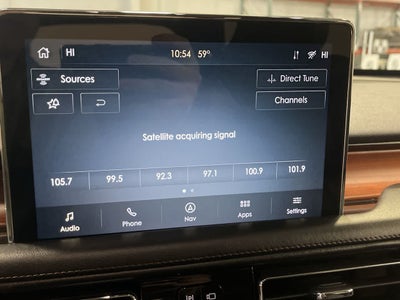 HI 10:54 59° HI
Sources Direct Tune
Channels
Satellite acquiring signal
105.7 99.5 92.3 97.1 100.9 101.9
Audio Phone Nav Apps Settings